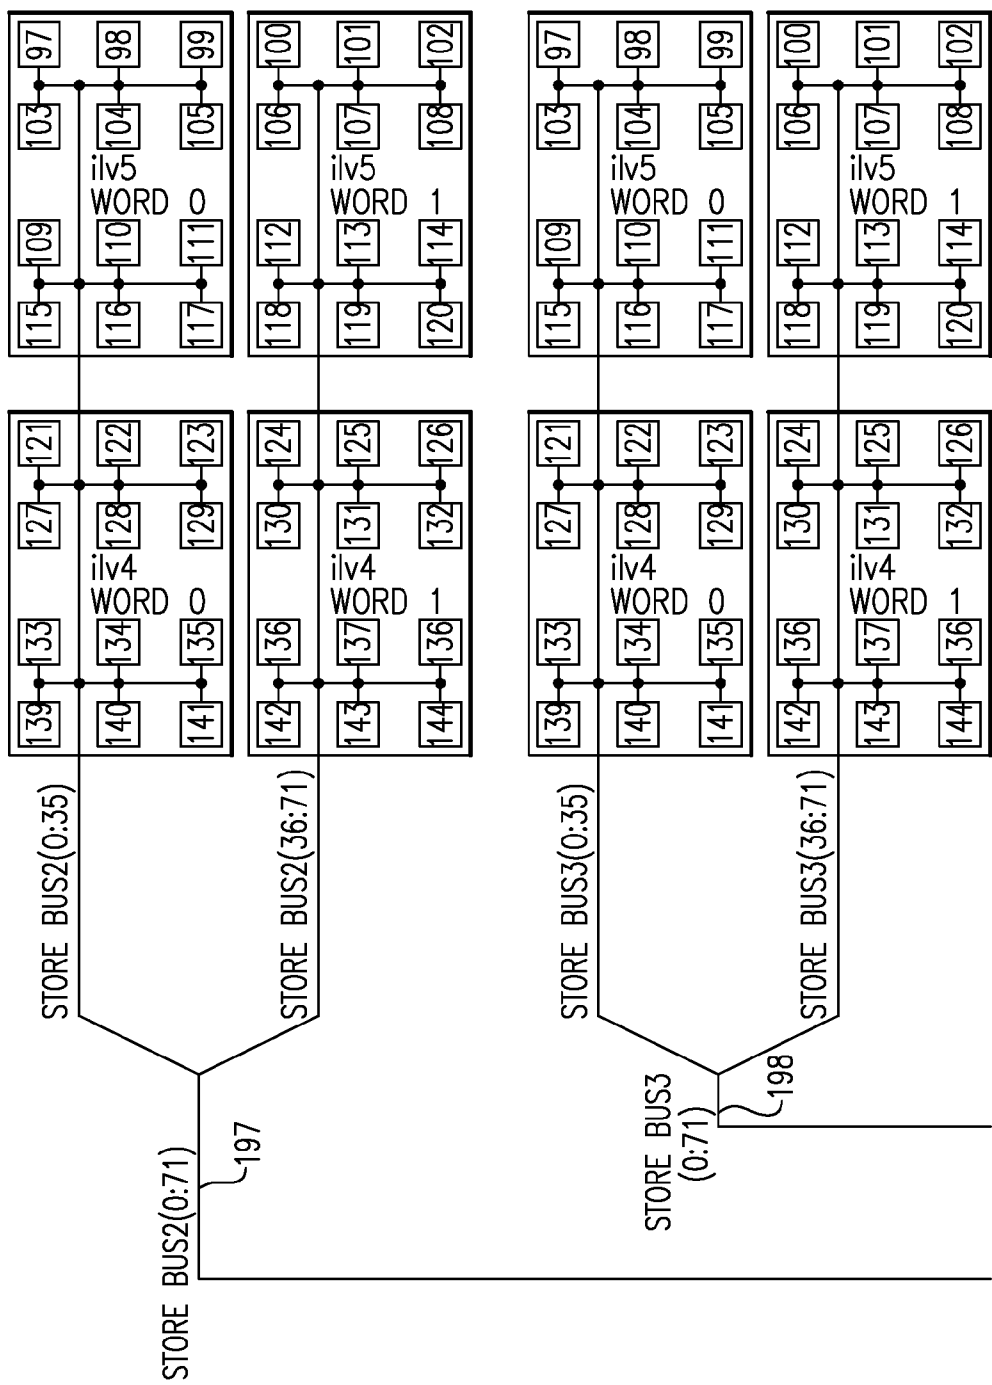 97 98 99
103 104 105
ilv5
WORD 0
109 110 111
115 116 117
100 101 102
106 107 108
ilv5
WORD 1
112 113 114
118 119 120
97 98 99
103 104 105
ilv5
WORD 0
109 110 111
115 116 117
100 101 102
106 107 108
ilv5
WORD 1
112 113 114
118 119 120
121 122 123
127 128 129
ilv4
WORD 0
133 134 135
139 140 141
124 125 126
130 131 132
ilv4
WORD 1
136 137 136
142 143 144
121 122 123
127 128 129
ilv4
WORD 0
133 134 135
139 140 141
124 125 126
130 131 132
ilv4
WORD 1
136 137 136
142 143 144
STORE BUS2(0:35)
STORE BUS2(36:71)
STORE BUS3(0:35)
STORE BUS3(36:71)
STORE BUS2(0:71)
197
STORE BUS3
(0:71)
198